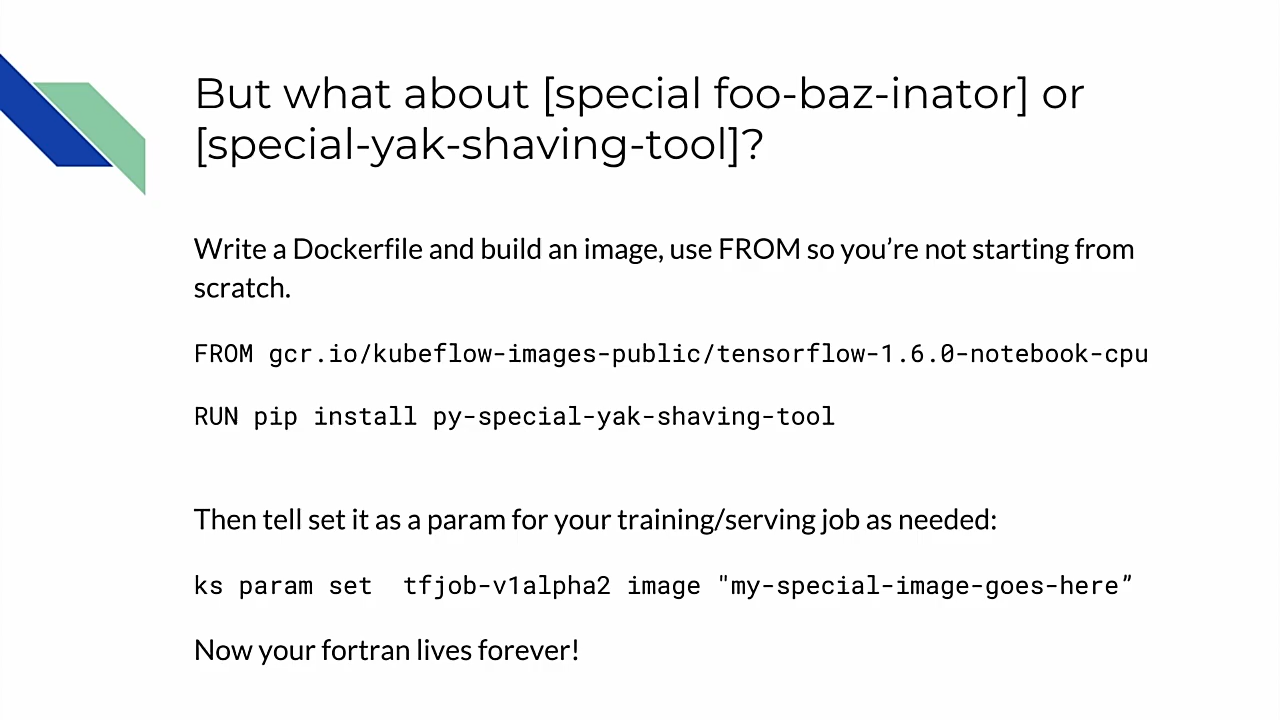 But what about [special foo-baz-inator] or
[special-yak-shaving-tool]?
Write a Dockerfile and build an image, use FROM so you’re not starting from
scratch.
FROM gcr.io/kubeflow-images-public/tensorflow-1.6.0-notebook-cpu
RUN pip install py-special-yak-shaving-tool
Then tell set it as a param for your training/serving job as needed:
ks param set  tfjob-v1alpha2 image "my-special-image-goes-here”
Now your fortran lives forever!